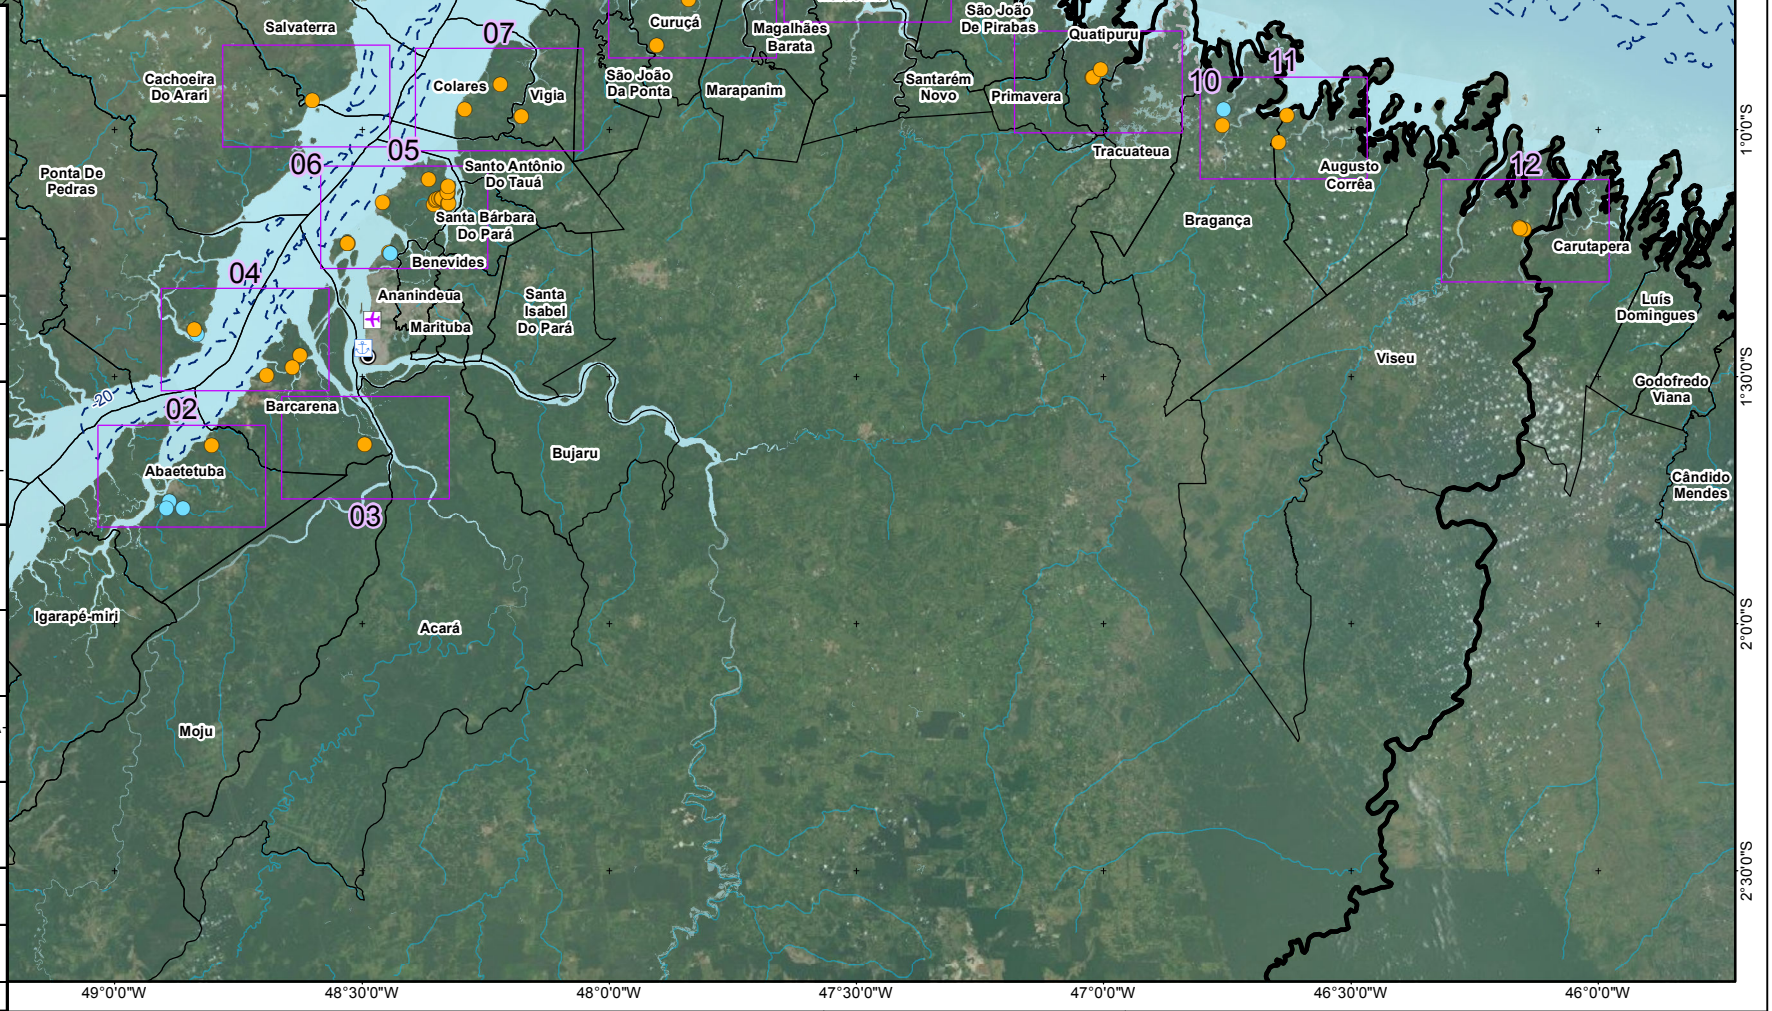 São João
De Pirabas
Salvaterra
07
Curuçá
Magalhães
Barata
Quatipuru
11
Cachoeira
Do Arari
Colares
Vigia
São João
Da Ponta
Marapanim
Santarém
Novo
Primavera
10
1°0'0"S
06
05
Tracuateua
Santo Antônio
Do Tauá
Augusto
Corrêa
12
Ponta De
Pedras
Santa Bárbara
Do Pará
Bragança
Carutapera
04
Benevides
Ananindeua
Santa
Isabel
Do Pará
Marituba
Luís
Domingues
Viseu
1°30'0"S
Godofredo
Viana
-20
02
Barcarena
Abaetetuba
Bujaru
Cândido
Mendes
03
Igarapé-miri
Acará
2°0'0"S
Moju
2°30'0"S
49°0'0"W
48°30'0"W
48°0'0"W
47°30'0"W
47°0'0"W
46°30'0"W
46°0'0"W